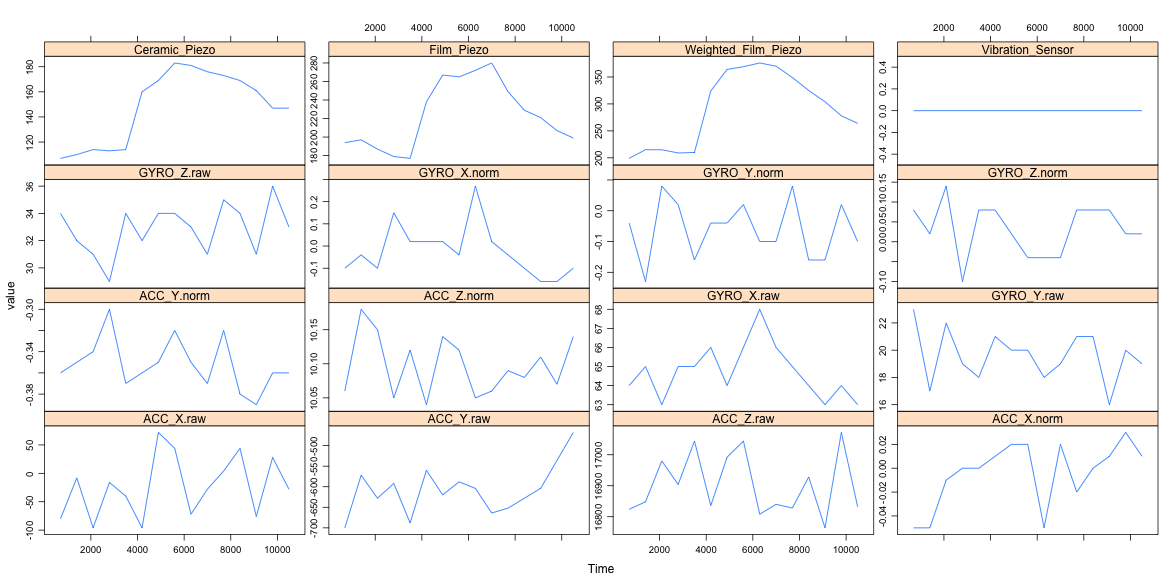 2000 4000 6000 8000 10000 2000 4000 6000 8000 10000
Ceramic_Piezo Film_Piezo Weighted_Film_Piezo Vibration_Sensor
120 140 160 180
180 200 220 240 260 280
200 250 300 350
-0.4 -0.2 0.0 0.2 0.4
GYRO_Z.raw GYRO_X.norm GYRO_Y.norm GYRO_Z.norm
30 32 34 36
-0.1 0.0 0.1 0.2
-0.2 -0.1 0.0
-0.10 0.00 0.05 0.10 0.15
value
ACC_Y.norm ACC_Z.norm GYRO_X.raw GYRO_Y.raw
-0.38 -0.34 -0.30
10.05 10.10 10.15
63 64 65 66 67 68
16 18 20 22
ACC_X.raw ACC_Y.raw ACC_Z.raw ACC_X.norm
-100 -50 0 50
-700 -650 -600 -550 -500
16800 16900 17000
-0.04 -0.02 0.00 0.02
2000 4000 6000 8000 10000 2000 4000 6000 8000 10000
Time